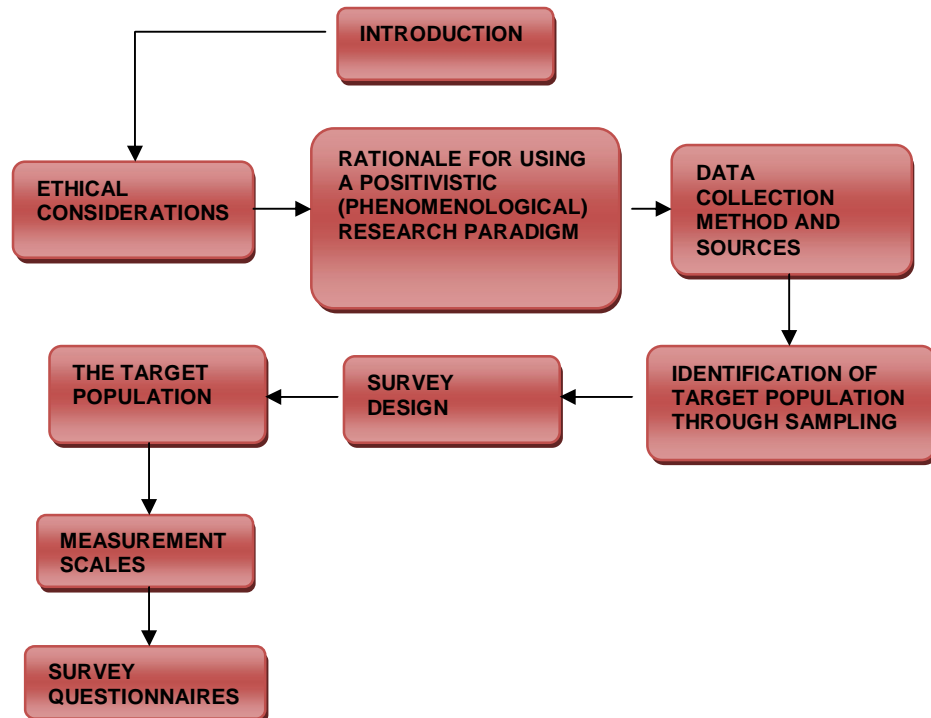 INTRODUCTION
ETHICAL
CONSIDERATIONS
RATIONALE FOR USING
A POSITIVISTIC
(PHENOMENOLOGICAL)
RESEARCH PARADIGM
DATA
COLLECTION
METHOD AND
SOURCES
IDENTIFICATION OF
TARGET POPULATION
THROUGH SAMPLING
SURVEY
DESIGN
THE TARGET
POPULATION
MEASUREMENT
SCALES
SURVEY
QUESTIONNAIRES